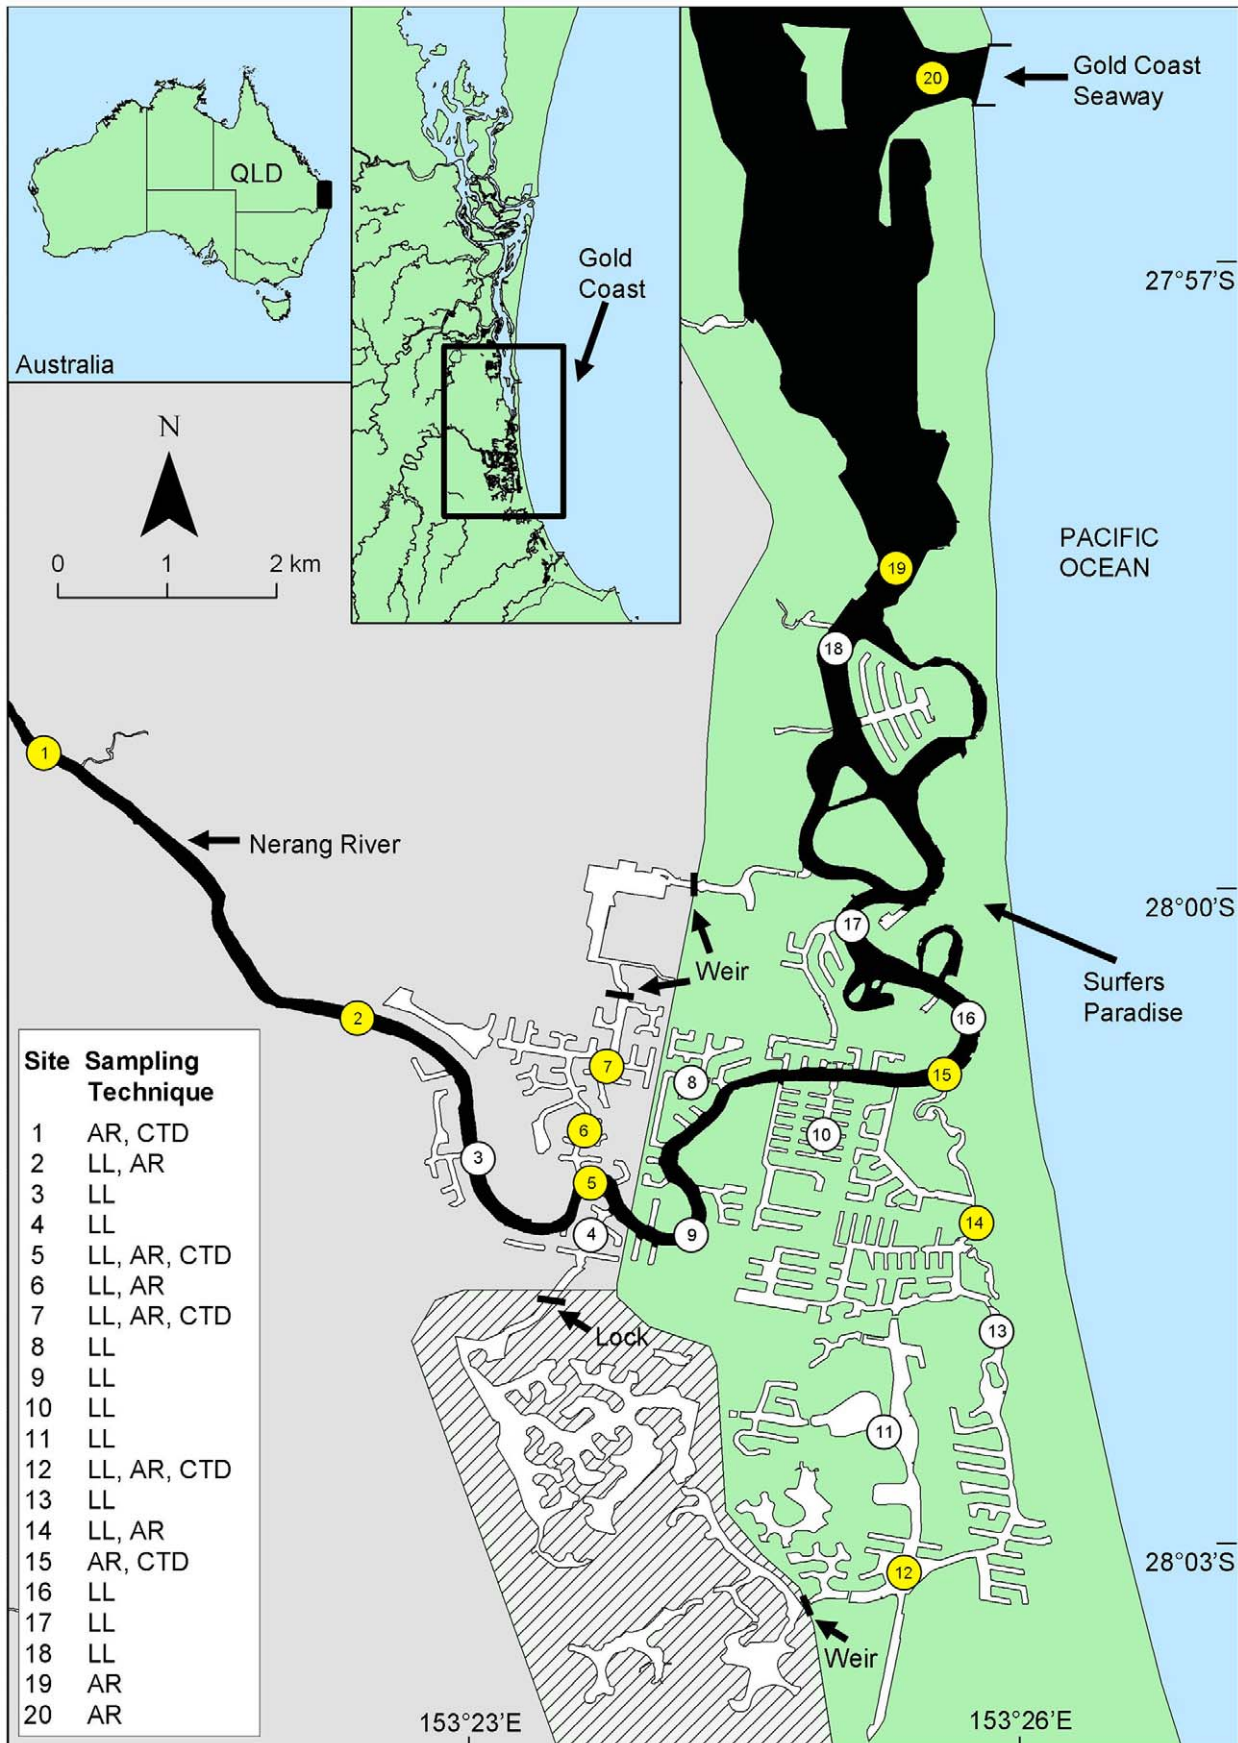 QLD
Australia
Gold
Coast
Gold Coast
Seaway
27°57'S
N
0 1 2 km
PACIFIC
OCEAN
20
19
18
1
Nerang River
17
28°00'S
Weir
Surfers
Paradise
16
2
7
8
15
6
10
3
5
4
9
14
Lock
13
11
12
28°03'S
Weir
153°23'E
153°26'E
Site Sampling
Technique
1 AR, CTD
2 LL, AR
3 LL
4 LL
5 LL, AR, CTD
6 LL, AR
7 LL, AR, CTD
8 LL
9 LL
10 LL
11 LL
12 LL, AR, CTD
13 LL
14 LL, AR
15 AR, CTD
16 LL
17 LL
18 LL
19 AR
20 AR